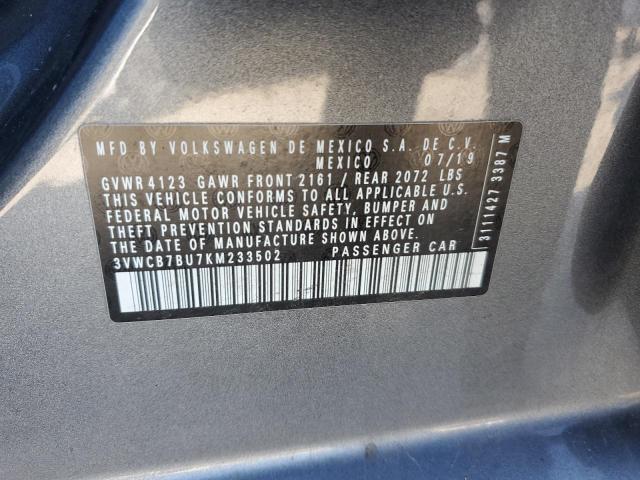 MFD BY VOLKSWAGEN DE MEXICO S.A. DE C.V.
MEXICO 07/19
GVWR 4123 GAWR FRONT 2161 / REAR 2072 LBS
THIS VEHICLE CONFORMS TO ALL APPLICABLE U.S.
FEDERAL MOTOR VEHICLE SAFETY, BUMPER AND
THEFT PREVENTION STANDARDS IN EFFECT ON
THE DATE OF MANUFACTURE SHOWN ABOVE.
3VWCB7BU7KM233502 PASSENGER CAR
3111427 3387 M